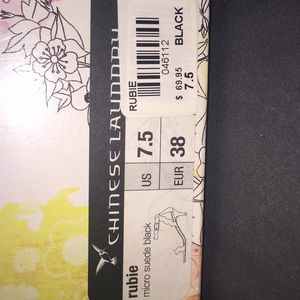 CHINESE LAUNDRY
RUBIE
046112
BLACK
$ 69.95
7.5
US
7.5
EUR
38
rubie
micro suede black